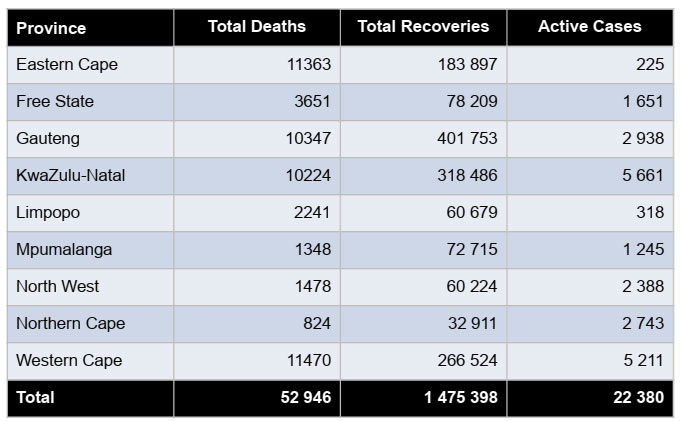 Province Total Deaths Total Recoveries Active Cases
Eastern Cape 11363 183 897 225
Free State 3651 78 209 1 651
Gauteng 10347 401 753 2 938
KwaZulu-Natal 10224 318 486 5 661
Limpopo 2241 60 679 318
Mpumalanga 1348 72 715 1 245
North West 1478 60 224 2 388
Northern Cape 824 32 911 2 743
Western Cape 11470 266 524 5 211
Total 52 946 1 475 398 22 380